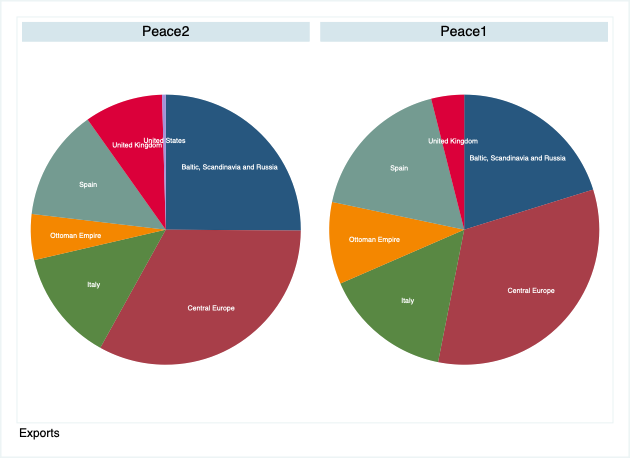 Peace2
Peace1
United States
United Kingdom
Baltic, Scandinavia and Russia
Spain
Ottoman Empire
Italy
Central Europe
United Kingdom
Baltic, Scandinavia and Russia
Spain
Ottoman Empire
Italy
Central Europe
Exports